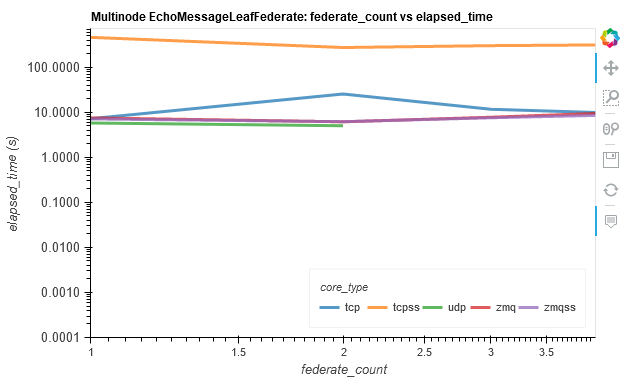 Multinode EchoMessageLeafFederate: federate_count vs elapsed_time
100.0000
10.0000
1.0000
0.1000
0.0100
0.0010
0.0001
elapsed_time (s)
core_type
tcp tcpss udp zmq zmqss
1 1.5 2 2.5 3 3.5
federate_count